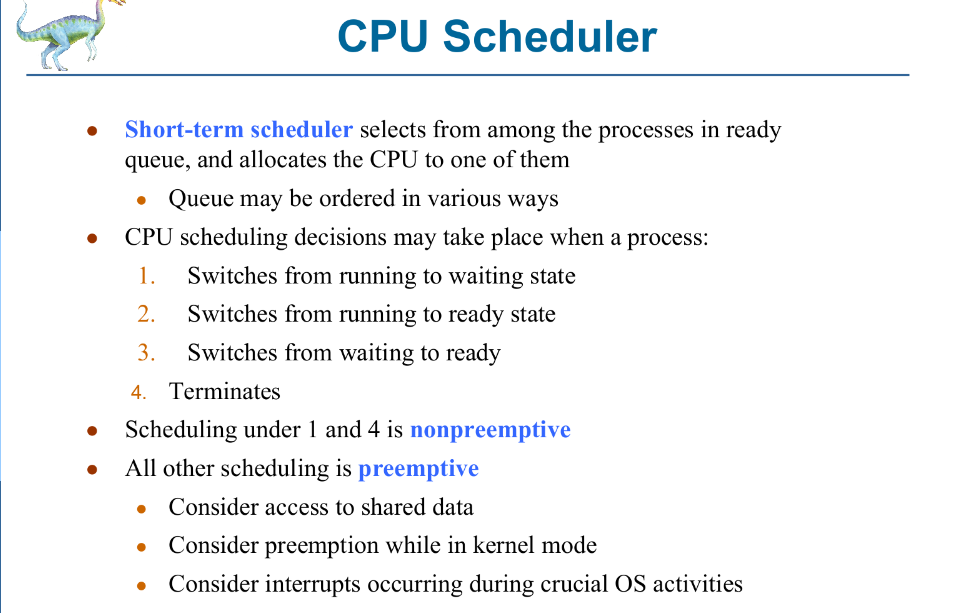 CPU Scheduler
● Short-term scheduler selects from among the processes in ready
queue, and allocates the CPU to one of them
● Queue may be ordered in various ways
● CPU scheduling decisions may take place when a process:
1. Switches from running to waiting state
2. Switches from running to ready state
3. Switches from waiting to ready
4. Terminates
● Scheduling under 1 and 4 is nonpreemptive
● All other scheduling is preemptive
● Consider access to shared data
● Consider preemption while in kernel mode
● Consider interrupts occurring during crucial OS activities